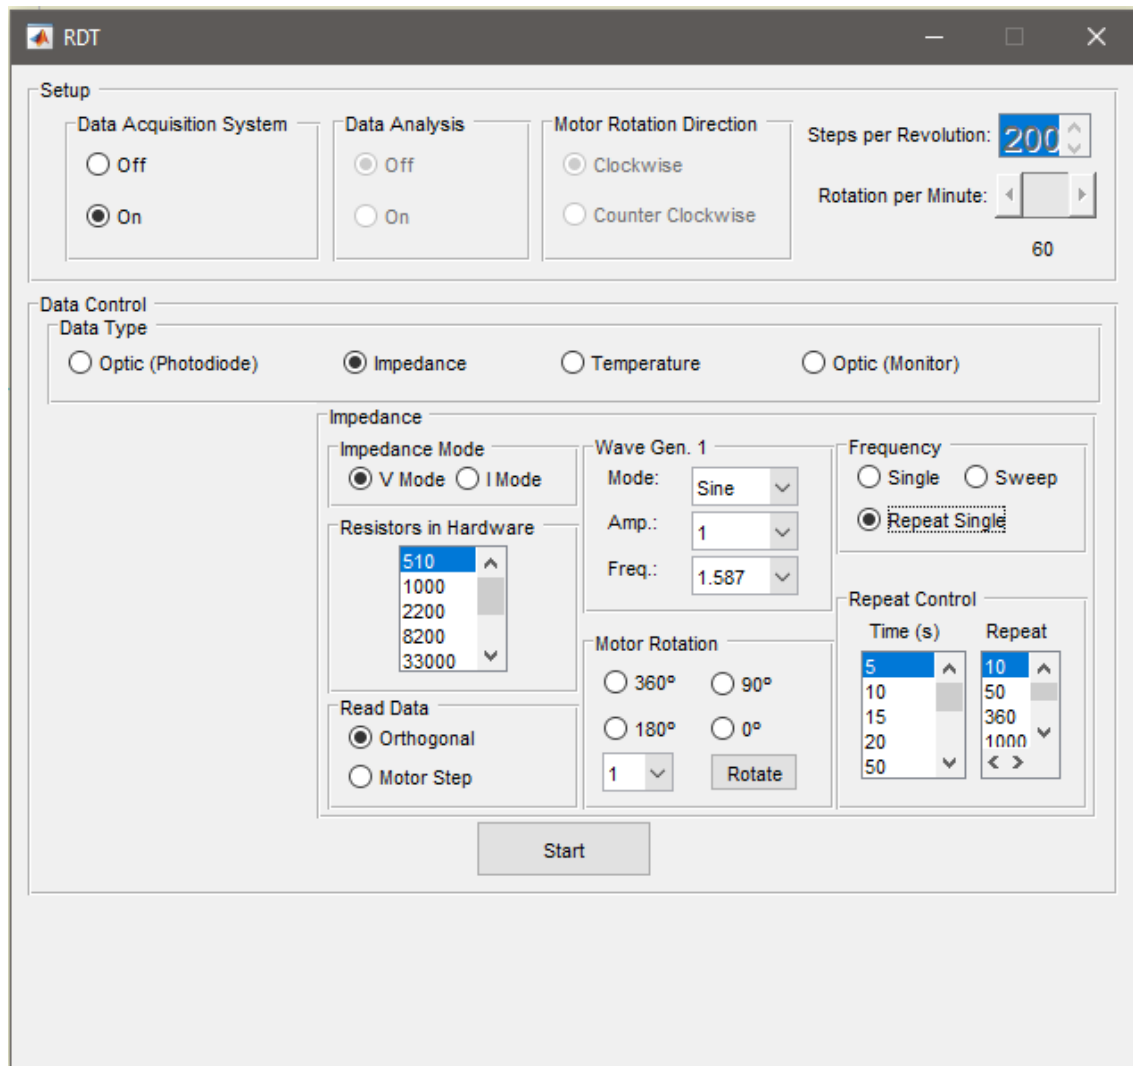 RDT
Setup
Data Acquisition System
Off
On
Data Analysis
Off
On
Motor Rotation Direction
Clockwise
Counter Clockwise
Steps per Revolution: 200
Rotation per Minute:
60
Data Control
Data Type
Optic (Photodiode)
Impedance
Temperature
Optic (Monitor)
Impedance
Impedance Mode
V Mode
I Mode
Resistors in Hardware
510
1000
2200
8200
33000
Read Data
Orthogonal
Motor Step
Wave Gen. 1
Mode: Sine
Amp.: 1
Freq.: 1.587
Motor Rotation
360º
90º
180º
0º
1
Rotate
Frequency
Single
Sweep
Repeat Single
Repeat Control
Time (s)
5
10
15
20
50
Repeat
10
50
360
1000
Start